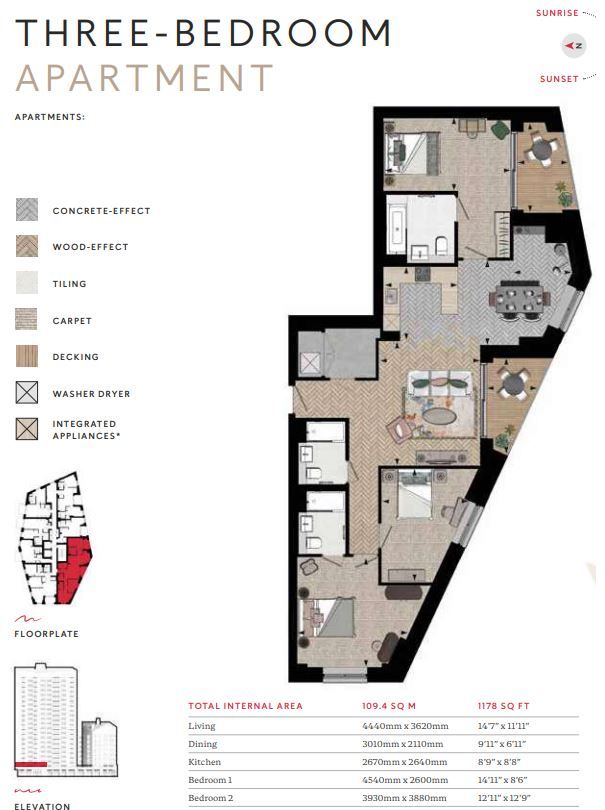 THREE-BEDROOM
APARTMENT
SUNRISE
N
SUNSET
APARTMENTS:
CONCRETE-EFFECT
WOOD-EFFECT
TILING
CARPET
DECKING
WASHER DRYER
INTEGRATED
APPLIANCES*
FLOORPLATE
ELEVATION
TOTAL INTERNAL AREA 109.4 SQ M 1178 SQ FT
Living 4440mm x 3620mm 14'7" x 11'11"
Dining 3010mm x 2110mm 9'11" x 6'11"
Kitchen 2670mm x 2640mm 8'9" x 8'8"
Bedroom 1 4540mm x 2600mm 14'11" x 8'6"
Bedroom 2 3930mm x 3880mm 12'11" x 12'9"